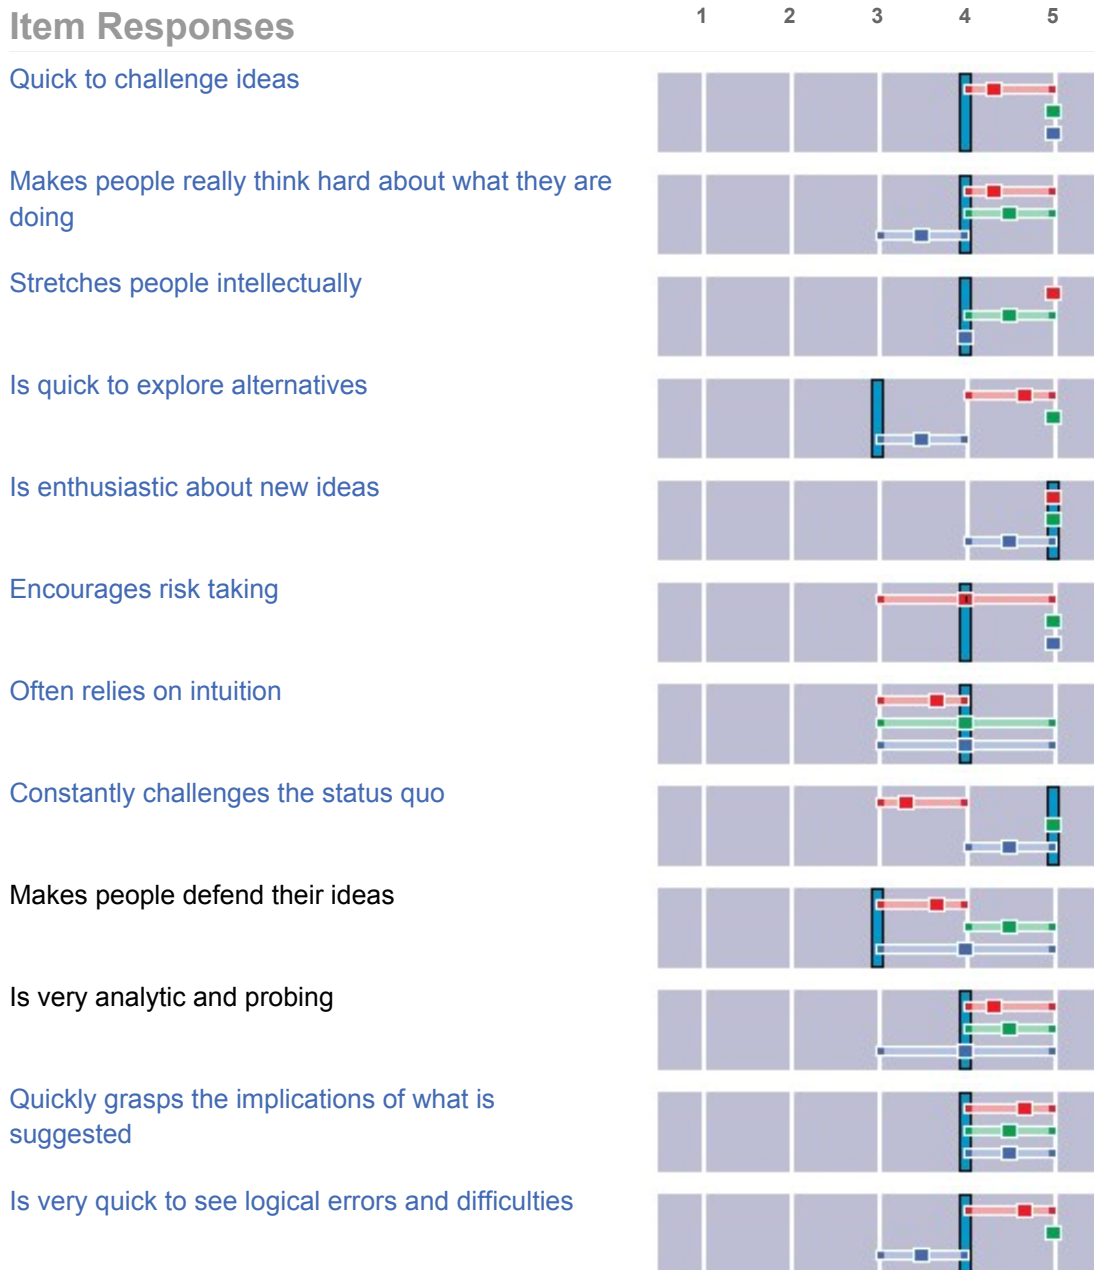 Item Responses
1 2 3 4 5
Quick to challenge ideas
Makes people really think hard about what they are
doing
Stretches people intellectually
Is quick to explore alternatives
Is enthusiastic about new ideas
Encourages risk taking
Often relies on intuition
Constantly challenges the status quo
Makes people defend their ideas
Is very analytic and probing
Quickly grasps the implications of what is
suggested
Is very quick to see logical errors and difficulties